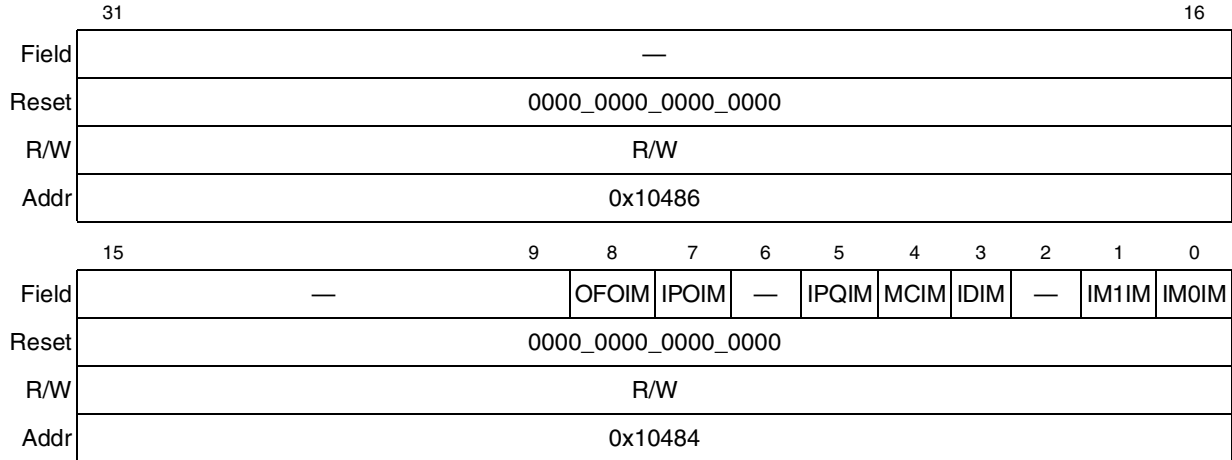 31 16
Field —
Reset 0000_0000_0000_0000
R/W R/W
Addr 0x10486
15 9 8 7 6 5 4 3 2 1 0
Field — OFOIM IPOIM — IPQIM MCIM IDIM — IM1IM IM0IM
Reset 0000_0000_0000_0000
R/W R/W
Addr 0x10484